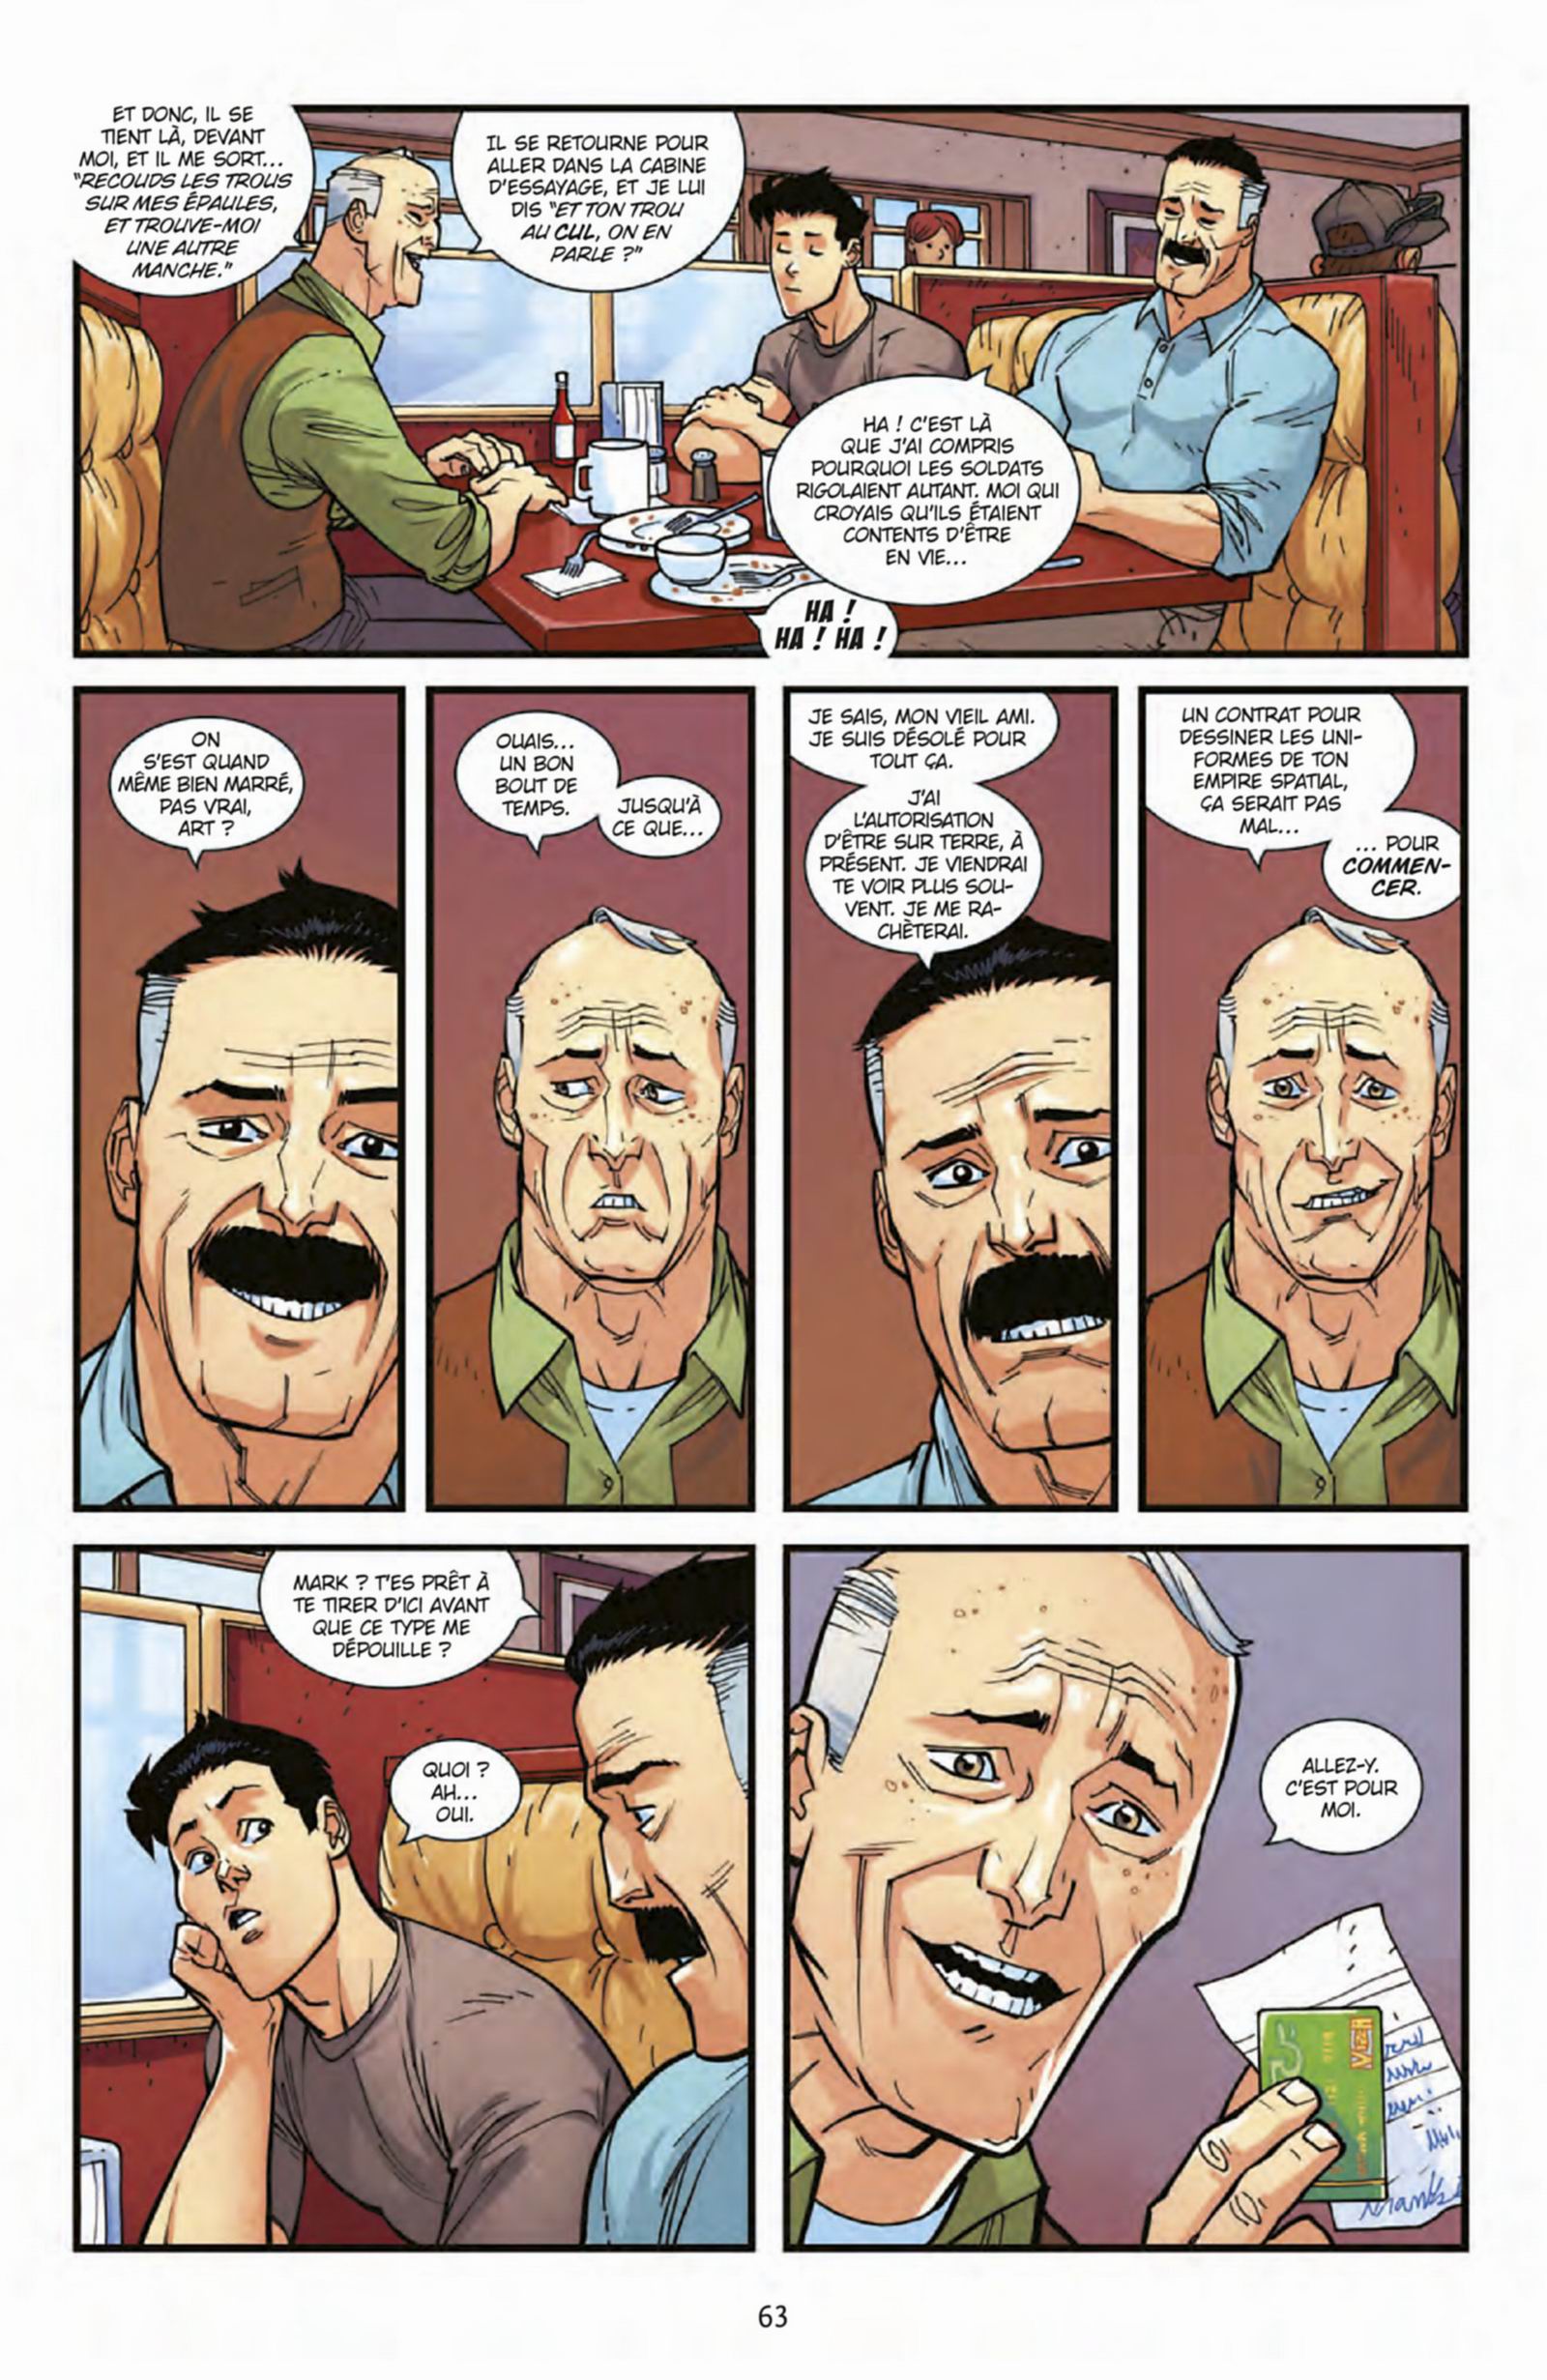 ET DONC, IL SE
TIENT LÀ, DEVANT
MOI, ET IL ME SORT...
"RECOUDS LES TROUS
SUR MES ÉPAULES,
ET TROUVE-MOI
UNE AUTRE
MANCHE."
IL SE RETOURNE POUR
ALLER DANS LA CABINE
D'ESSAYAGE, ET JE LUI
DIS "ET TON TROU
AU CUL, ON EN
PARLE ?"
HA ! C'EST LÀ
QUE J'AI COMPRIS
POURQUOI LES SOLDATS
RIGOLAIENT AUTANT. MOI QUI
CROYAIS QU'ILS ÉTAIENT
CONTENTS D'ÊTRE
EN VIE...
HA !
HA ! HA !
ON
S'EST QUAND
MÊME BIEN MARRÉ,
PAS VRAI,
ART ?
OUAIS...
UN BON
BOUT DE
TEMPS.
JUSQU'À
CE QUE...
JE SAIS, MON VIEIL AMI.
JE SUIS DÉSOLÉ POUR
TOUT ÇA.
J'AI
L'AUTORISATION
D'ÊTRE SUR TERRE, À
PRÉSENT. JE VIENDRAI
TE VOIR PLUS SOU-
VENT. JE ME RA-
CHÈTERAI.
UN CONTRAT POUR
DESSINER LES UNI-
FORMES DE TON
EMPIRE SPATIAL,
ÇA SERAIT PAS
MAL...
... POUR
COMMEN-
CER.
MARK ? T'ES PRÊT À
TE TIRER D'ICI AVANT
QUE CE TYPE ME
DÉPOUILLE ?
QUOI ?
AH...
OUI.
ALLEZ-Y.
C'EST POUR
MOI.
Thanks
63